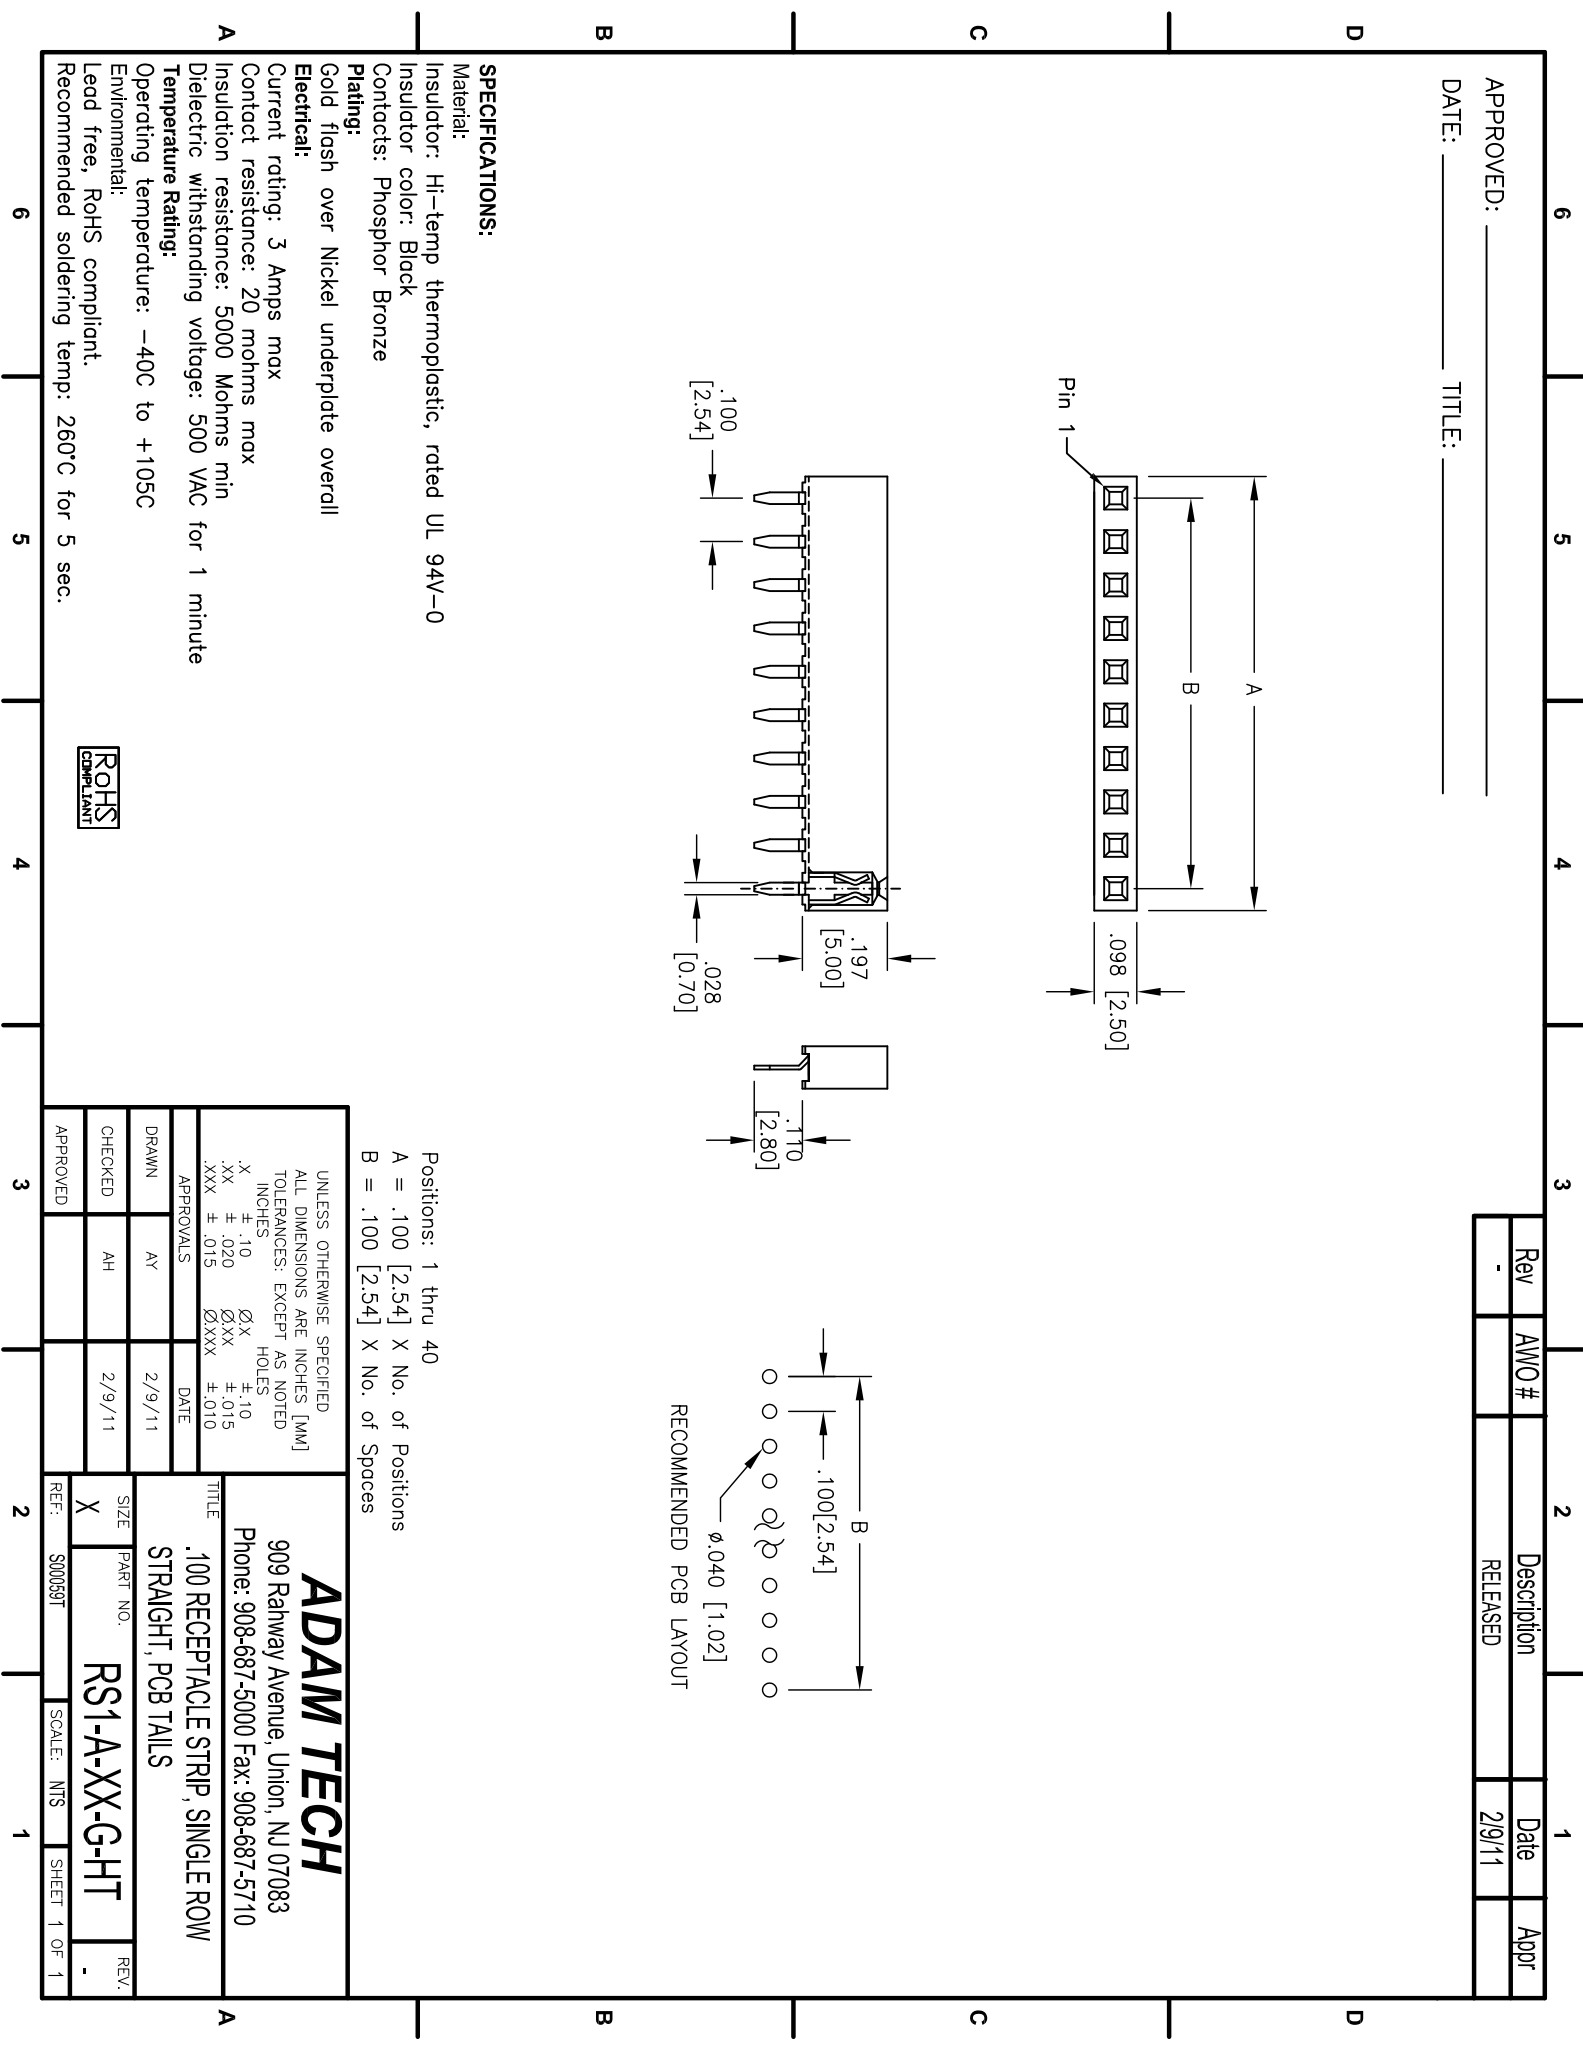 6
5
4
3
2
1
D
C
B
A
D
C
B
A
6
5
4
3
2
1
APPROVED:
DATE:
TITLE:
Rev
AWO #
Description
Date
Appr
-
RELEASED
2/9/11
Pin 1
A
B
.098 [2.50]
.100
[2.54]
.197
[5.00]
.028
[0.70]
.110
[2.80]
B
.100[2.54]
ø.040 [1.02]
RECOMMENDED PCB LAYOUT
SPECIFICATIONS:
Material:
Insulator: Hi-temp thermoplastic, rated UL 94V-0
Insulator color: Black
Contacts: Phosphor Bronze
Plating:
Gold flash over Nickel underplate overall
Electrical:
Current rating: 3 Amps max
Contact resistance: 20 mohms max
Insulation resistance: 5000 Mohms min
Dielectric withstanding voltage: 500 VAC for 1 minute
Temperature Rating:
Operating temperature: -40C to +105C
Environmental:
Lead free, RoHS compliant.
Recommended soldering temp: 260°C for 5 sec.
RoHS
COMPLIANT
Positions: 1 thru 40
A = .100 [2.54] X No. of Positions
B = .100 [2.54] X No. of Spaces
UNLESS OTHERWISE SPECIFIED
ALL DIMENSIONS ARE INCHES [MM]
TOLERANCES: EXCEPT AS NOTED
INCHES HOLES
.X ± .10 Ø.X ±.10
.XX ± .020 Ø.XX ±.015
.XXX ± .015 Ø.XXX ±.010
APPROVALS DATE
DRAWN AY 2/9/11
CHECKED AH 2/9/11
APPROVED
ADAM TECH
909 Rahway Avenue, Union, NJ 07083
Phone: 908-687-5000 Fax: 908-687-5710
TITLE
.100 RECEPTACLE STRIP, SINGLE ROW
STRAIGHT, PCB TAILS
SIZE
X
PART NO.
RS1-A-XX-G-HT
REV.
-
REF: S00059T
SCALE: NTS
SHEET 1 OF 1